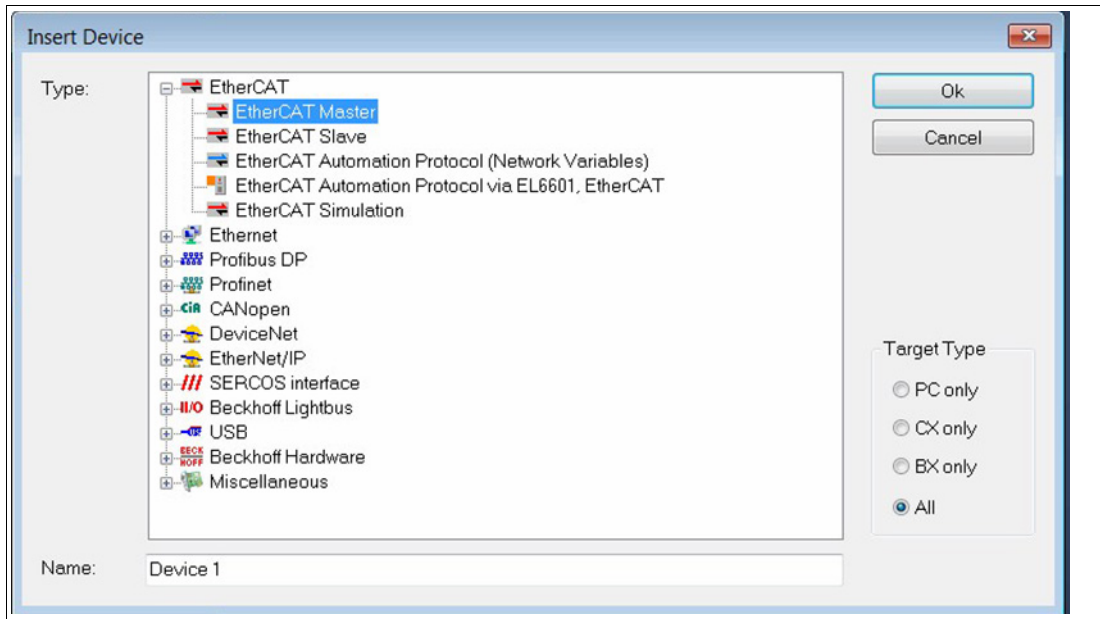 Insert Device
Type:
EtherCAT
EtherCAT Master
EtherCAT Slave
EtherCAT Automation Protocol (Network Variables)
EtherCAT Automation Protocol via EL6601, EtherCAT
EtherCAT Simulation
Ethernet
Profibus DP
Profinet
CiA CANopen
DeviceNet
EtherNet/IP
SERCOS interface
II/O Beckhoff Lightbus
USB
BECK
HOFF Beckhoff Hardware
Miscellaneous
Ok
Cancel
Target Type
PC only
CX only
BX only
All
Name: Device 1